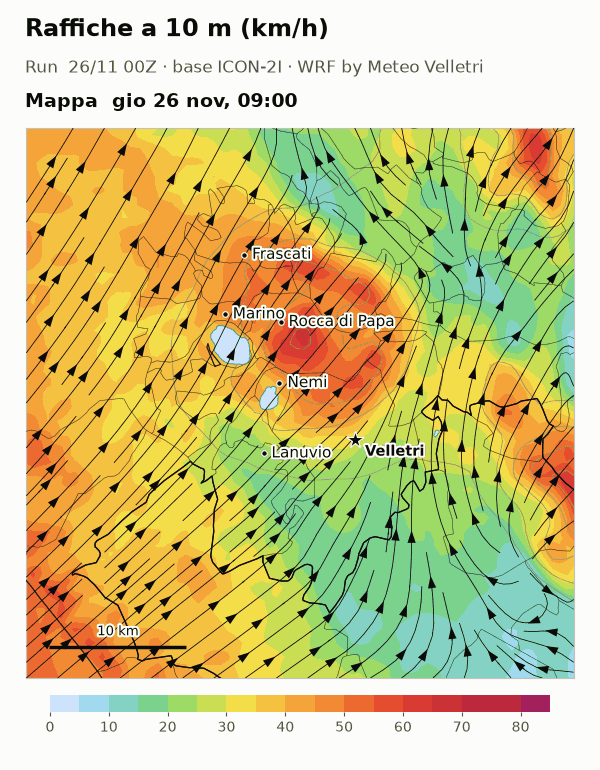 Raffiche a 10 m (km/h)
Run  26/11 00Z · base ICON-2I · WRF by Meteo Velletri
Mappa  gio 26 nov, 09:00
Frascati
Marino
Rocca di Papa
Nemi
Velletri
Lanuvio
10 km
0 10 20 30 40 50 60 70 80